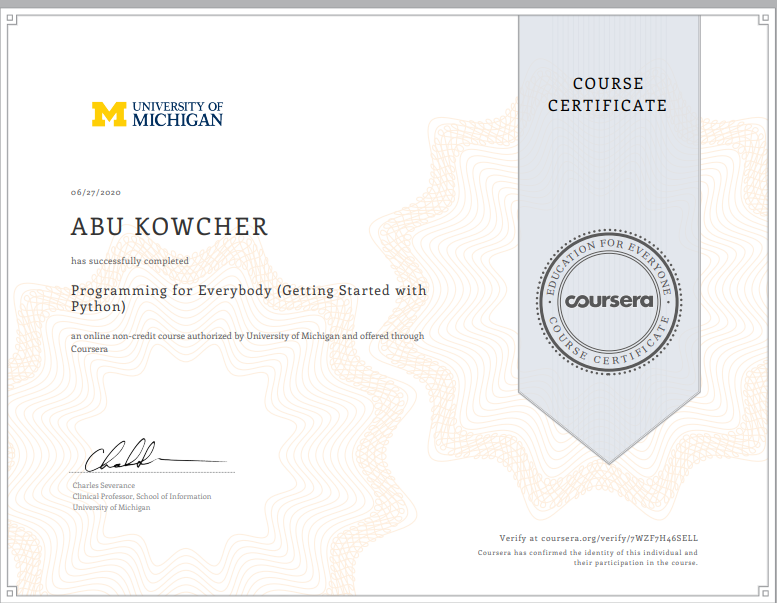 UNIVERSITY OF
MICHIGAN
COURSE
CERTIFICATE
06/27/2020
ABU KOWCHER
has successfully completed
Programming for Everybody (Getting Started with
Python)
an online non-credit course authorized by University of Michigan and offered through
Coursera
EDUCATION FOR EVERYONE
coursera
COURSE CERTIFICATE
Charles Severance
Clinical Professor, School of Information
University of Michigan
Verify at coursera.org/verify/7WZF7H46SELL
Coursera has confirmed the identity of this individual and
their participation in the course.